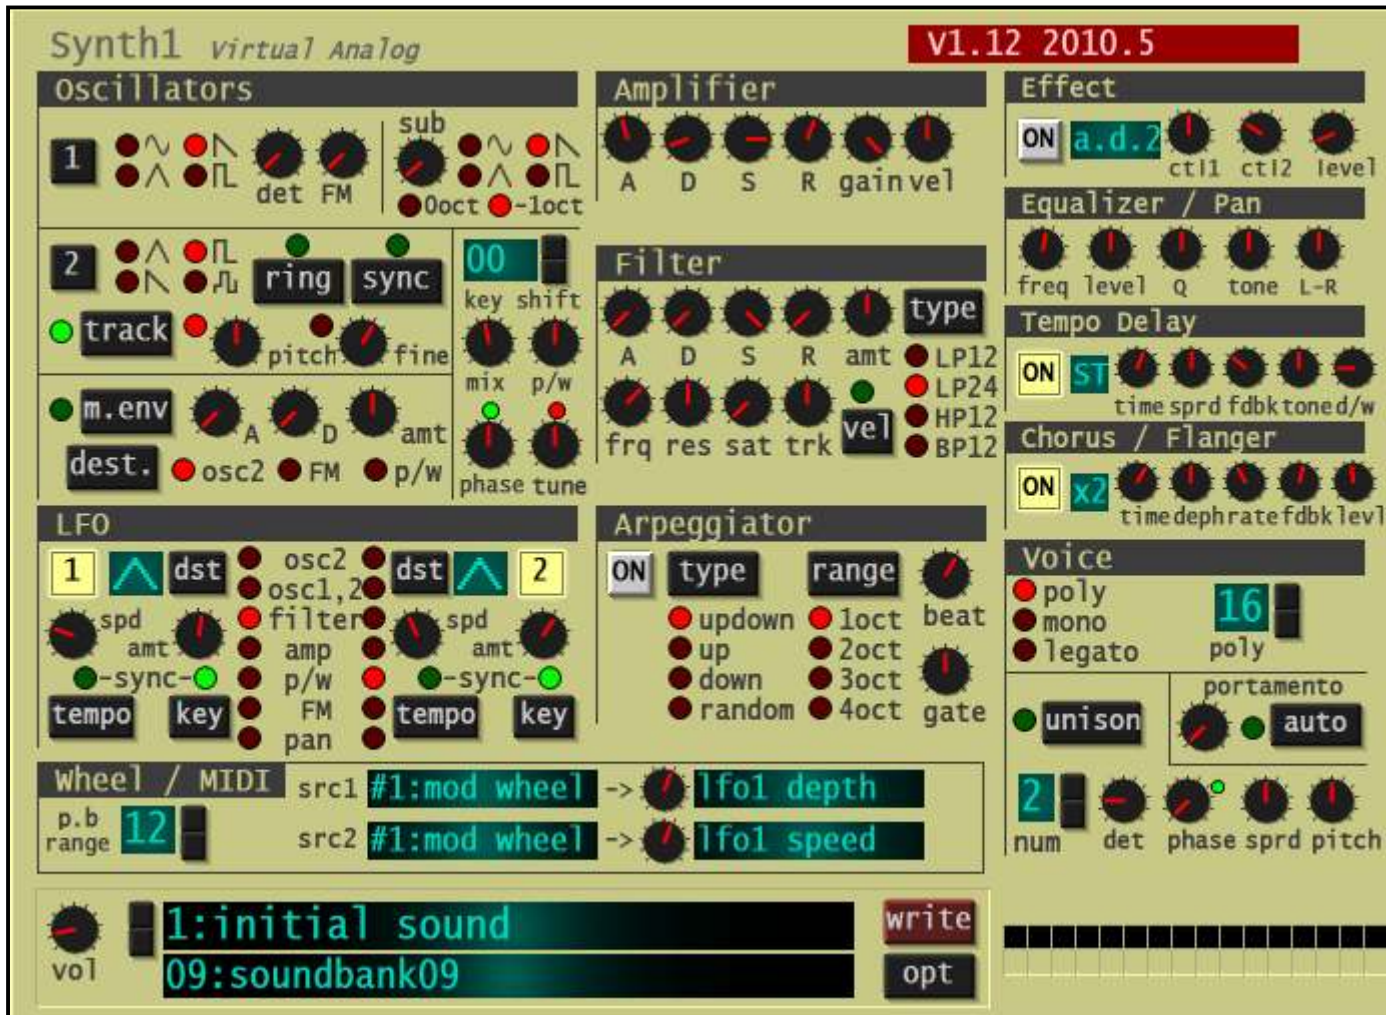 Synth1 Virtual Analog
V1.12 2010.5
Oscillators
1
det FM
sub
0oct -1oct
2
ring sync
track
pitch fine
00
key shift
mix p/w
phase tune
m.env
A D amt
dest.
osc2 FM p/w
Amplifier
A D S R gain vel
Filter
A D S R amt
type
LP12
LP24
HP12
BP12
frq res sat trk
vel
Effect
ON a.d.2
ctl1 ctl2 level
Equalizer / Pan
freq level Q tone L-R
Tempo Delay
ON ST
time sprd fdbk tone d/w
Chorus / Flanger
ON x2
time deph rate fdbk levl
LFO
1 dst
spd
amt
-sync-
tempo key
osc2
osc1,2
filter
amp
p/w
FM
pan
dst 2
spd
amt
-sync-
tempo key
Arpeggiator
ON type range
updown
up
down
random
1oct
2oct
3oct
4oct
beat
gate
Voice
poly
mono
legato
16
poly
portamento
unison
auto
2
num det phase sprd pitch
Wheel / MIDI
p.b
range
12
src1 #1:mod wheel -> lfo1 depth
src2 #1:mod wheel -> lfo1 speed
vol
1:initial sound
09:soundbank09
write
opt